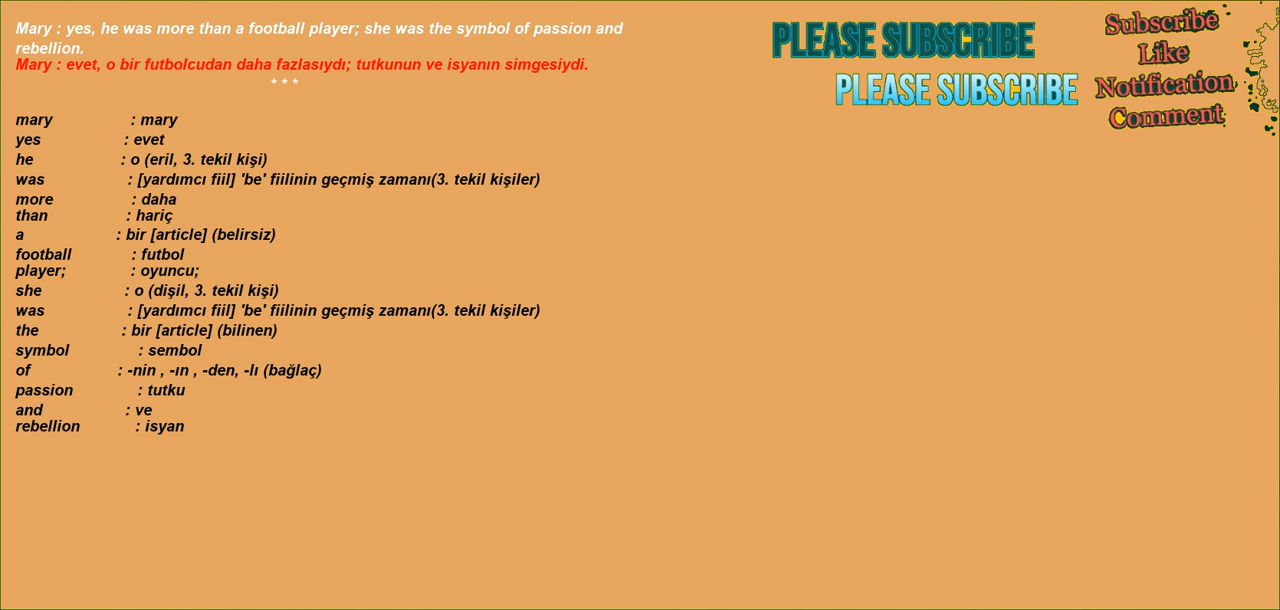 Mary : yes, he was more than a football player; she was the symbol of passion and
rebellion.
Mary : evet, o bir futbolcudan daha fazlasıydı; tutkunun ve isyanın simgesiydi.
* * *
mary : mary
yes : evet
he : o (eril, 3. tekil kişi)
was : [yardımcı fiil] 'be' fiilinin geçmiş zamanı(3. tekil kişiler)
more : daha
than : hariç
a : bir [article] (belirsiz)
football : futbol
player; : oyuncu;
she : o (dişil, 3. tekil kişi)
was : [yardımcı fiil] 'be' fiilinin geçmiş zamanı(3. tekil kişiler)
the : bir [article] (bilinen)
symbol : sembol
of : -nin , -ın , -den, -lı (bağlaç)
passion : tutku
and : ve
rebellion : isyan
PLEASE SUBSCRIBE
PLEASE SUBSCRIBE
Subscribe
Like
Notification
Comment